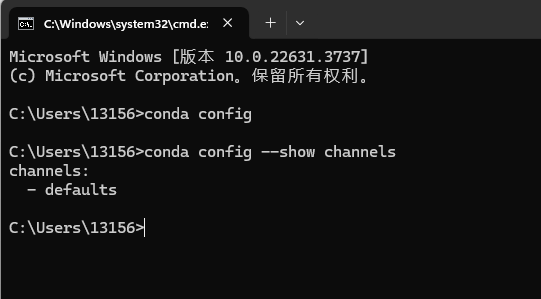 C:\Windows\system32\cmd.e:
Microsoft Windows [版本 10.0.22631.3737]
(c) Microsoft Corporation。保留所有权利。
C:\Users\13156>conda config
C:\Users\13156>conda config --show channels
channels:
  - defaults
C:\Users\13156>